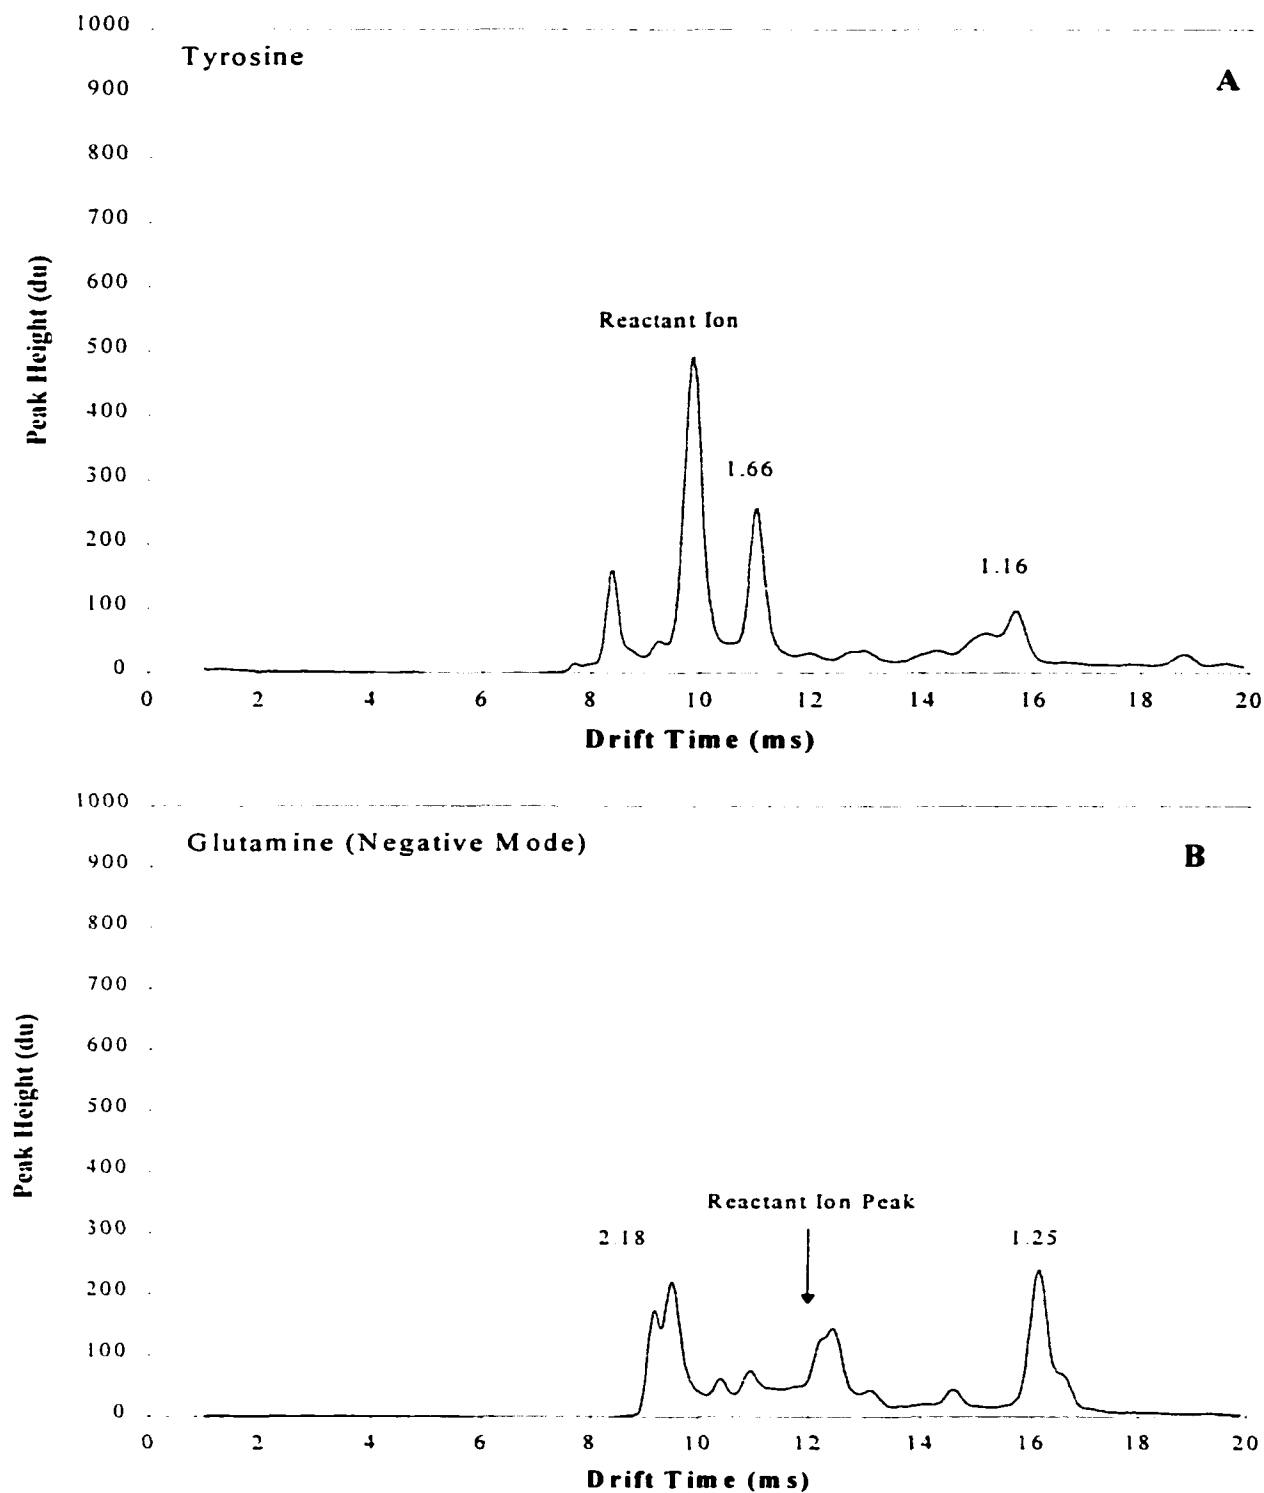 1000
Tyrosine
A
900
800
700
600
Reactant Ion
500
400
1.66
300
200
1.16
100
0
0 2 4 6 8 10 12 14 16 18 20
Peak Height (du)
Drift Time (ms)
1000
Glutamine (Negative Mode)
B
900
800
700
600
500
400
Reactant Ion Peak
300
2.18
1.25
200
100
0
0 2 4 6 8 10 12 14 16 18 20
Peak Height (du)
Drift Time (ms)